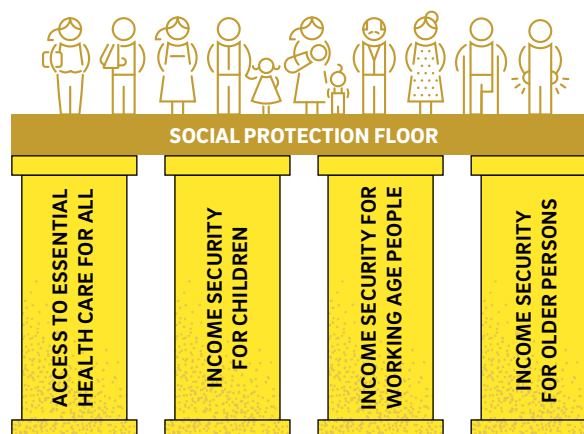 SOCIAL PROTECTION FLOOR
ACCESS TO ESSENTIAL
HEALTH CARE FOR ALL
INCOME SECURITY
FOR CHILDREN
INCOME SECURITY FOR
WORKING AGE PEOPLE
INCOME SECURITY
FOR OLDER PERSONS